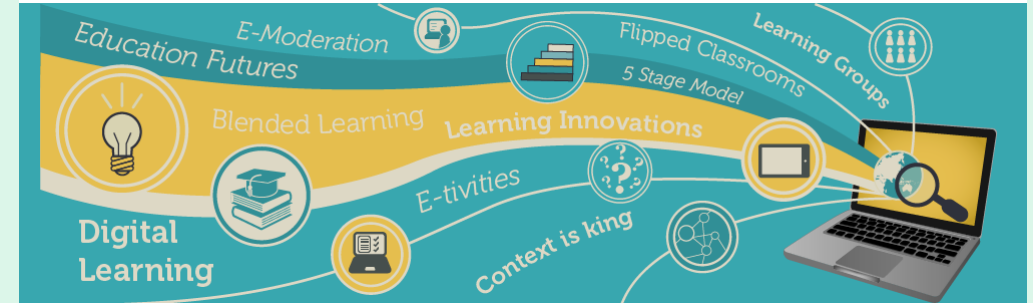 Education Futures
E-Moderation
Flipped Classrooms
Learning Groups
5 Stage Model
Blended Learning
Learning Innovations
E-tivities
Context is king
Digital
Learning